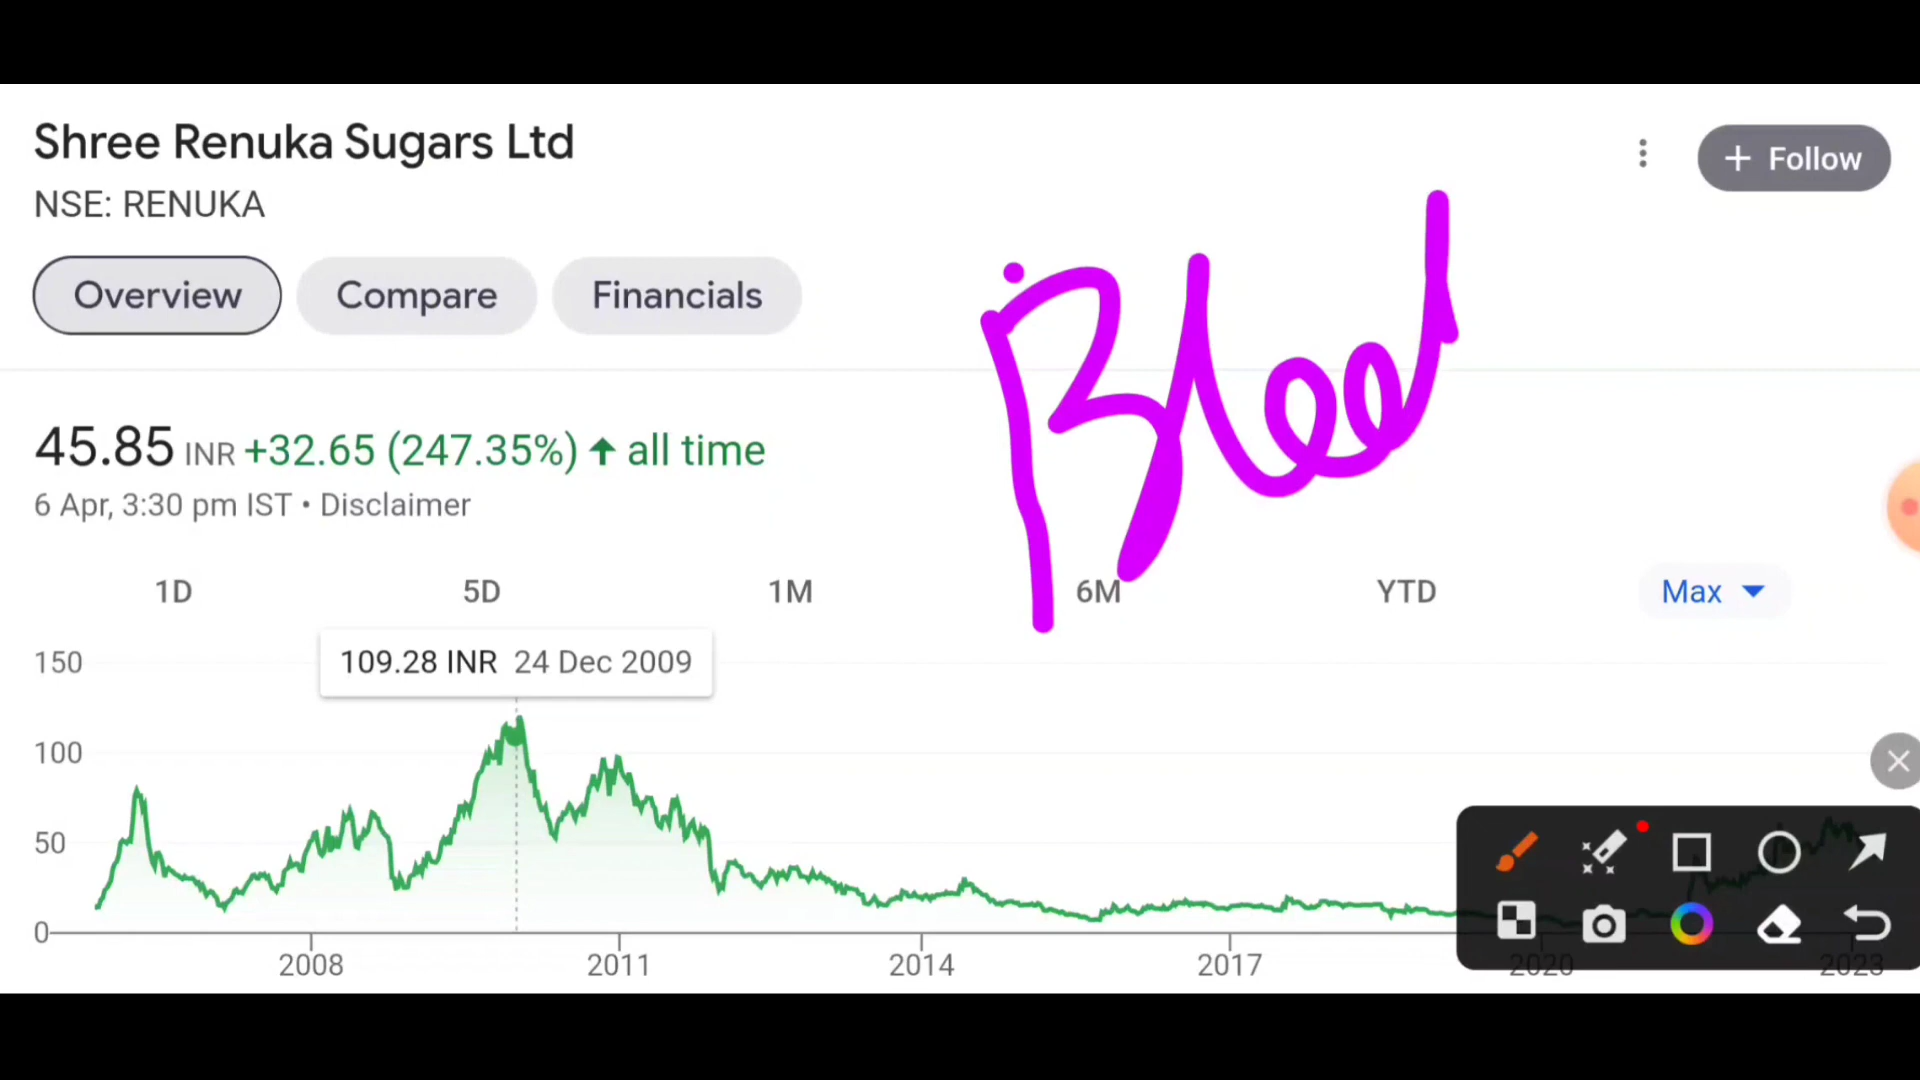 Shree Renuka Sugars Ltd
+ Follow
NSE: RENUKA
Overview Compare Financials
45.85 INR +32.65 (247.35%) ↑ all time
6 Apr, 3:30 pm IST • Disclaimer
1D 5D 1M 6M YTD Max
109.28 INR 24 Dec 2009
150
100
50
0
2008 2011 2014 2017 2020 2023